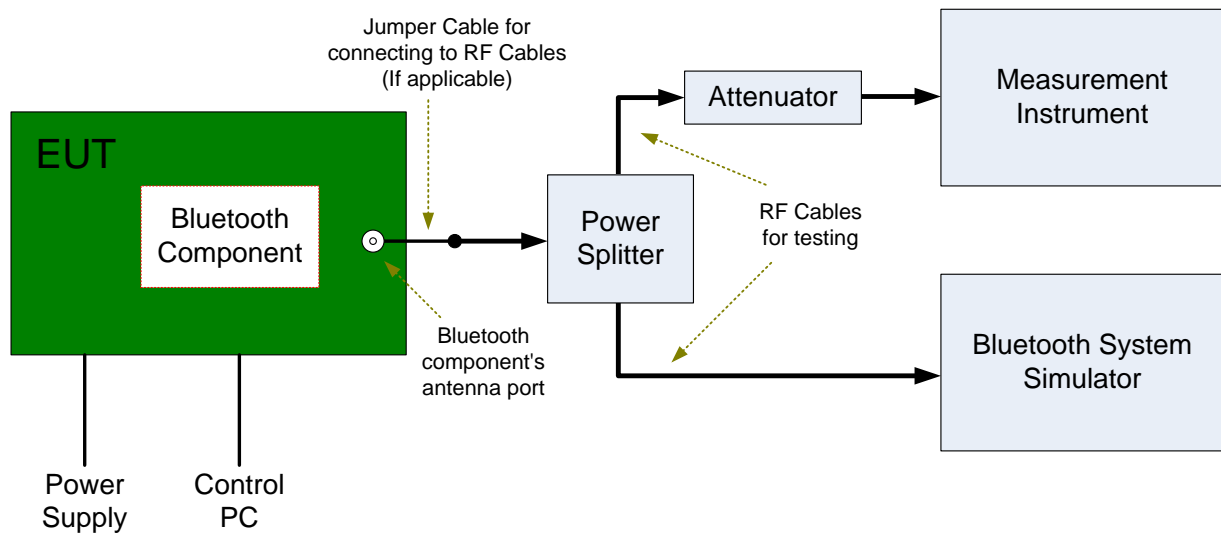 Jumper Cable for
connecting to RF Cables
(If applicable)
EUT
Bluetooth
Component
Power
Splitter
Attenuator
Measurement
Instrument
RF Cables
for testing
Bluetooth
component's
antenna port
Bluetooth System
Simulator
Power
Supply
Control
PC